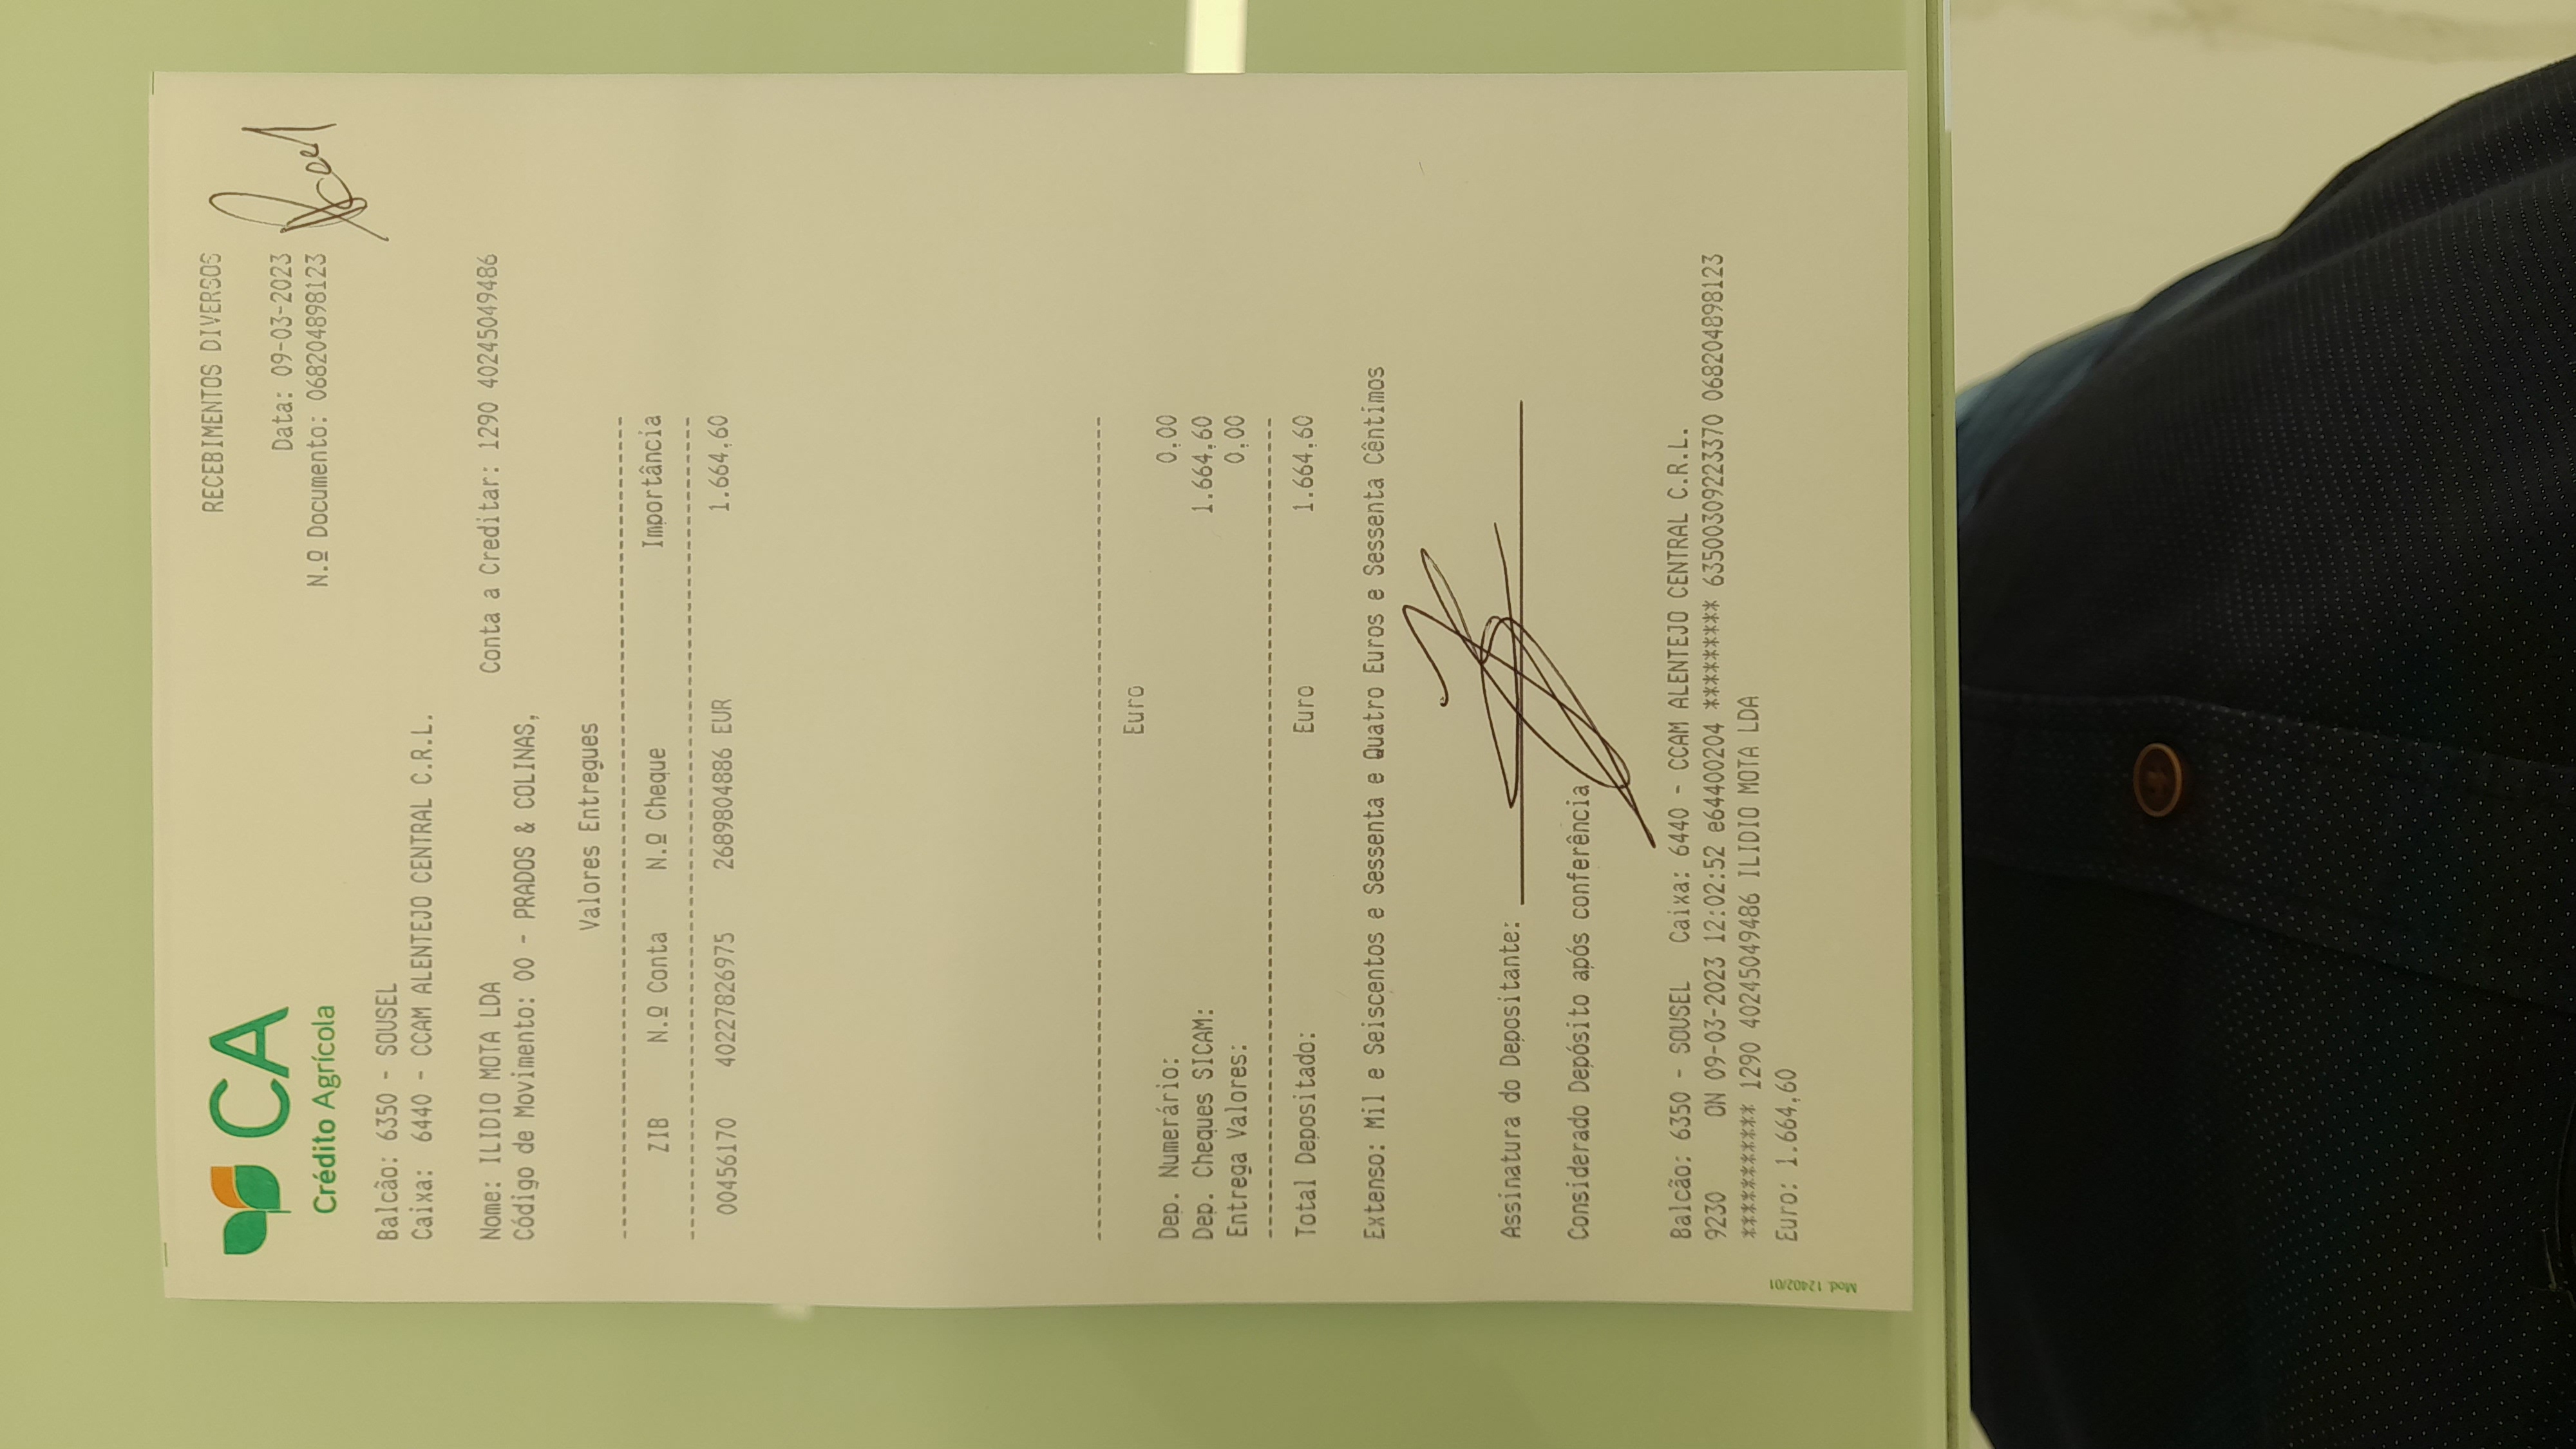 CA
Crédito Agrícola
RECEBIMENTOS DIVERSOS
Data: 09-03-2023
N.º Documento: 068204898123
Balcão: 6350 - SOUSEL
Caixa: 6440 - CCAM ALENTEJO CENTRAL C.R.L.
Nome: ILIDIO MOTA LDA Conta a Creditar: 1290 40245049486
Código de Movimento: 00 - PRADOS & COLINAS,
Valores Entregues
ZIB N.º Conta N.º Cheque Importância
00456170 40227826975 2689804886 EUR 1.664,60
Euro
Dep. Numerário: 0,00
Dep. Cheques SICAM: 1.664,60
Entrega Valores: 0,00
Total Depositado: Euro 1.664,60
Extenso: Mil e Seiscentos e Sessenta e Quatro Euros e Sessenta Cêntimos
Assinatura do Depositante:
Considerado Depósito após conferência
Balcão: 6350 - SOUSEL Caixa: 6440 - CCAM ALENTEJO CENTRAL C.R.L.
9230 ON 09-03-2023 12:02:52 e64400204 ******** 63500309223370 068204898123
************ 1290 40245049486 ILIDIO MOTA LDA
Euro: 1.664,60
Mod. 12402/01